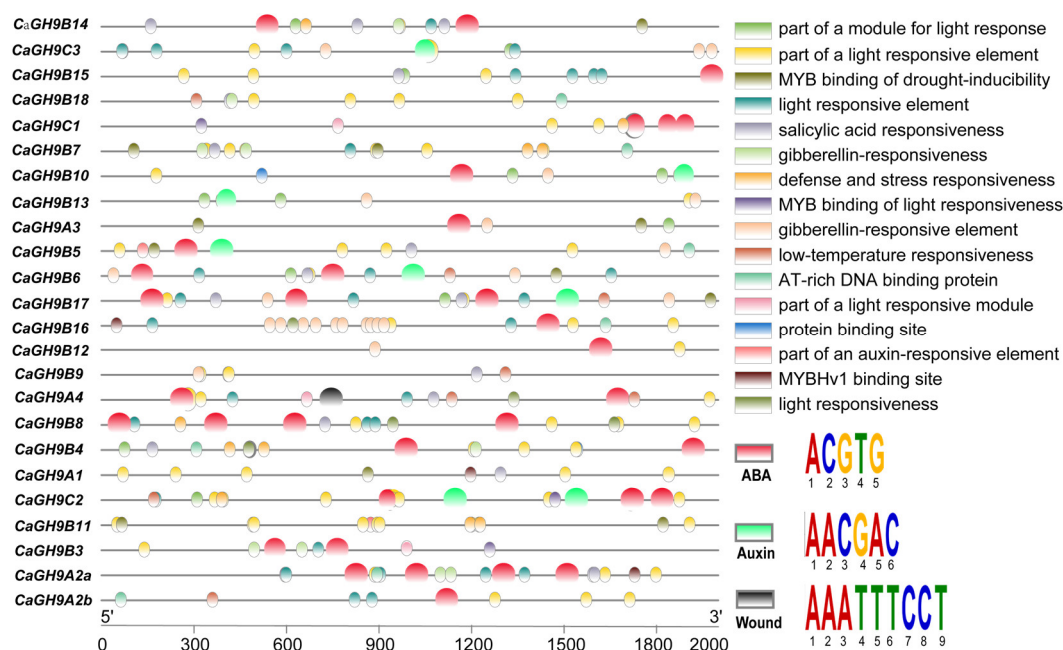 CaGH9B14
CaGH9C3
CaGH9B15
CaGH9B18
CaGH9C1
CaGH9B7
CaGH9B10
CaGH9B13
CaGH9A3
CaGH9B5
CaGH9B6
CaGH9B17
CaGH9B16
CaGH9B12
CaGH9B9
CaGH9A4
CaGH9B8
CaGH9B4
CaGH9A1
CaGH9C2
CaGH9B11
CaGH9B3
CaGH9A2a
CaGH9A2b
5' 3'
0 300 600 900 1200 1500 1800 2000
part of a module for light response
part of a light responsive element
MYB binding of drought-inducibility
light responsive element
salicylic acid responsiveness
gibberellin-responsiveness
defense and stress responsiveness
MYB binding of light responsiveness
gibberellin-responsive element
low-temperature responsiveness
AT-rich DNA binding protein
part of a light responsive module
protein binding site
part of an auxin-responsive element
MYBHv1 binding site
light responsiveness
ABA
ACGTG
1 2 3 4 5
Auxin
AACGAC
1 2 3 4 5 6
Wound
AAATTTCCT
1 2 3 4 5 6 7 8 9